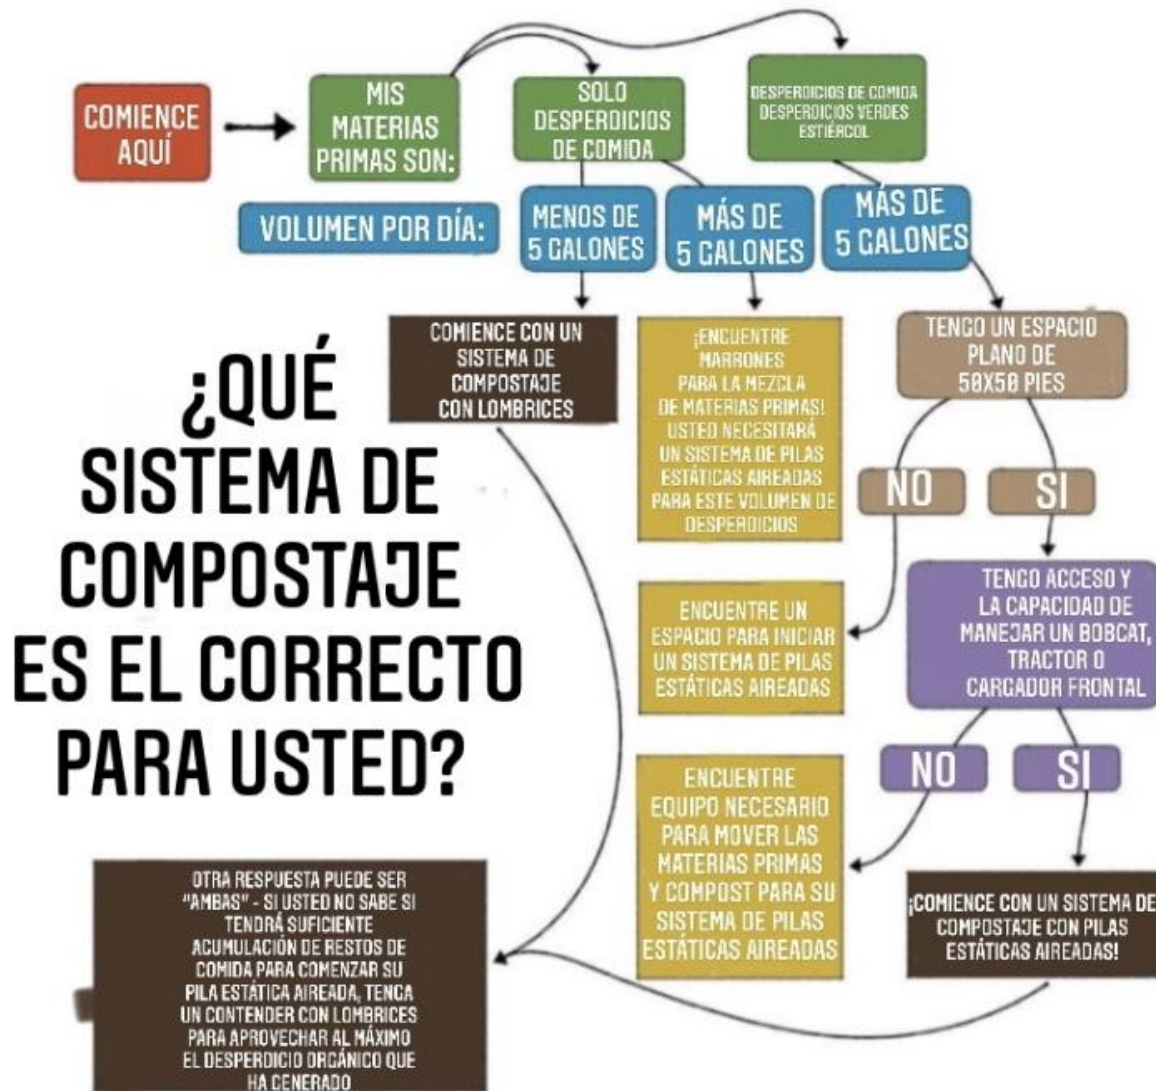 COMIENCE
AQUÍ
MIS
MATERIAS
PRIMAS SON:
SOLO
DESPERDICIOS
DE COMIDA
DESPERDICIOS DE COMIDA
DESPERDICIOS VERDES
ESTIÉRCOL
VOLUMEN POR DÍA:
MENOS DE
5 GALONES
MÁS DE
5 GALONES
MÁS DE
5 GALONES
COMIENCE CON UN
SISTEMA DE
COMPOSTAJE
CON LOMBRICES
¡ENCUENTRE
MARRONES
PARA LA MEZCLA
DE MATERIAS PRIMAS!
USTED NECESITARÁ
UN SISTEMA DE PILAS
ESTÁTICAS AIREADAS
PARA ESTE VOLUMEN DE
DESPERDICIOS
TENGO UN ESPACIO
PLANO DE
50X50 PIES
NO
SI
¿QUÉ
SISTEMA DE
COMPOSTAJE
ES EL CORRECTO
PARA USTED?
ENCUENTRE UN
ESPACIO PARA INICIAR
UN SISTEMA DE PILAS
ESTÁTICAS AIREADAS
TENGO ACCESO Y
LA CAPACIDAD DE
MANEJAR UN BOBCAT,
TRACTOR O
CARGADOR FRONTAL
NO
SI
ENCUENTRE
EQUIPO NECESARIO
PARA MOVER LAS
MATERIAS PRIMAS
Y COMPOST PARA SU
SISTEMA DE PILAS
ESTÁTICAS AIREADAS
¡COMIENCE CON UN SISTEMA DE
COMPOSTAJE CON PILAS
ESTÁTICAS AIREADAS!
OTRA RESPUESTA PUEDE SER
"AMBAS" - SI USTED NO SABE SI
TENDRÁ SUFICIENTE
ACUMULACIÓN DE RESTOS DE
COMIDA PARA COMENZAR SU
PILA ESTÁTICA AIREADA, TENGA
UN CONTENDER CON LOMBRICES
PARA APROVECHAR AL MÁXIMO
EL DESPERDICIO ORGÁNICO QUE
HA GENERADO